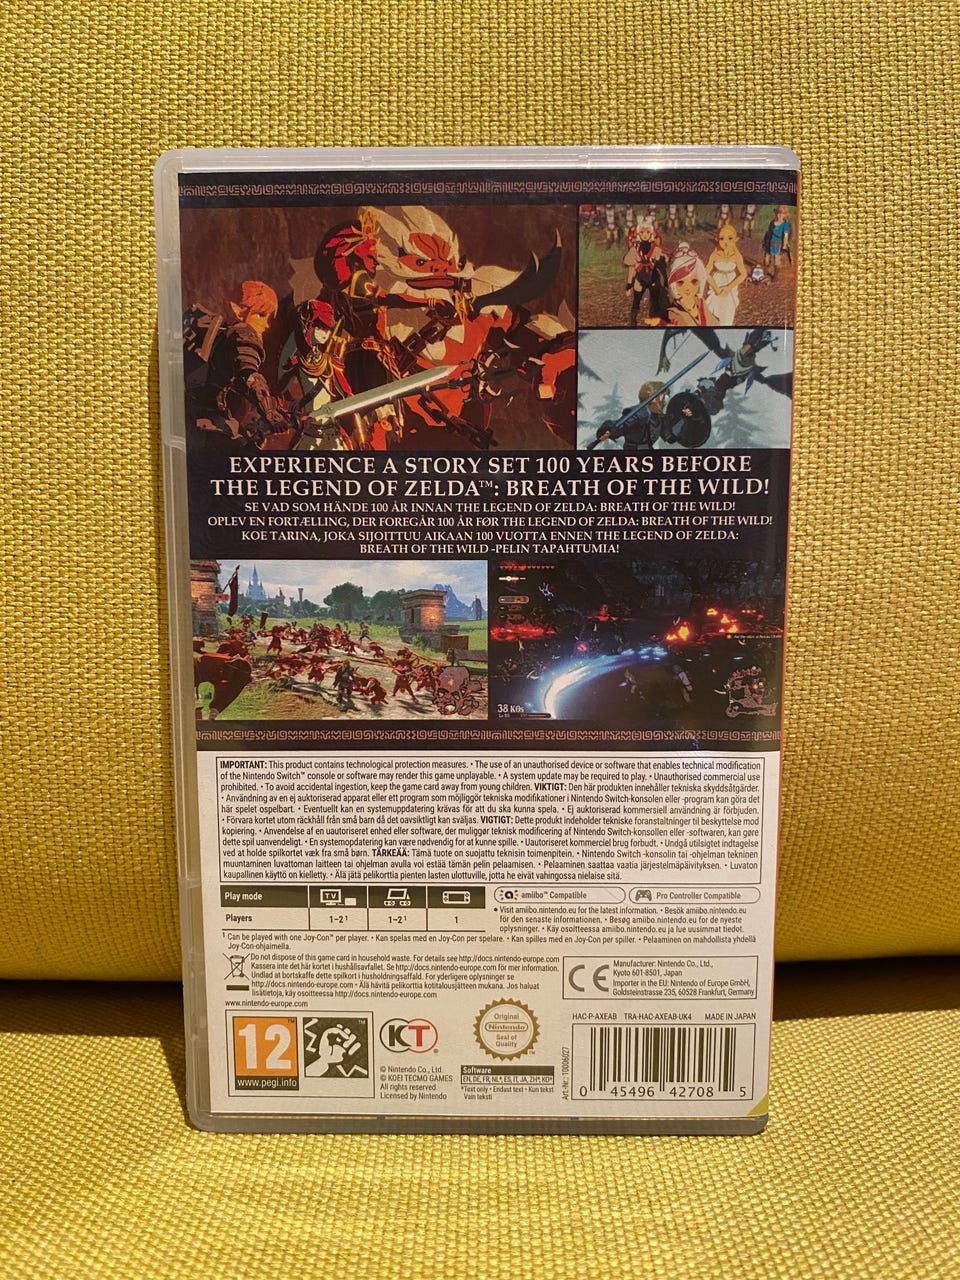 EXPERIENCE A STORY SET 100 YEARS BEFORE
THE LEGEND OF ZELDA™: BREATH OF THE WILD!
SE VAD SOM HÄNDE 100 ÅR INNAN THE LEGEND OF ZELDA: BREATH OF THE WILD!
OPLEV EN FORTÆLLING, DER FOREGÅR 100 ÅR FØR THE LEGEND OF ZELDA: BREATH OF THE WILD!
KOE TARINA, JOKA SIJOITTUU AIKAAN 100 VUOTTA ENNEN THE LEGEND OF ZELDA:
BREATH OF THE WILD -PELIN TAPAHTUMIA!
38 KOs
IMPORTANT: This product contains technological protection measures. • The use of an unauthorised device or software that enables technical modification
of the Nintendo Switch™ console or software may render this game unplayable. • A system update may be required to play. • Unauthorised commercial use
prohibited. • To avoid accidental ingestion, keep the game card away from young children. VIKTIGT: Den här produkten innehåller tekniska skyddsåtgärder.
• Användning av en ej auktoriserad apparat eller ett program som möjliggör tekniska modifikationer i Nintendo Switch-konsolen eller -program kan göra det
här spelet ospelbart. • Eventuellt kan en systemuppdatering krävas för att du ska kunna spela. • Ej auktoriserad kommersiell användning är förbjuden.
• Förvara kortet utom räckhåll från små barn då det oavsiktligt kan sväljas. VIGTIGT: Dette produkt indeholder tekniske foranstaltninger til beskyttelse mod
kopiering. • Anvendelse af en uautoriseret enhed eller software, der muliggør teknisk modificering af Nintendo Switch-konsollen eller -softwaren, kan gøre
dette spil uanvendeligt. • En systemopdatering kan være nødvendig for at kunne spille. • Uautoriseret kommerciel brug forbudt. • Undgå utilsigtet indtagelse
ved at holde spilkortet væk fra små børn. TÄRKEÄÄ: Tämä tuote on suojattu teknisin toimenpitein. • Nintendo Switch -konsolin tai -ohjelman tekninen
muuntaminen luvattoman laitteen tai ohjelman avulla voi estää tämän pelin pelaamisen. • Pelaaminen saattaa vaatia järjestelmäpäivityksen. • Luvaton
kaupallinen käyttö on kielletty. • Älä jätä pelikorttia pienten lasten ulottuville, jotta he eivät vahingossa nielaise sitä.
Play mode TV
Players 1-2¹ 1-2¹ 1
amiibo™ Compatible Pro Controller Compatible
• Visit amiibo.nintendo.eu for the latest information. • Besök amiibo.nintendo.eu
för den senaste informationen. • Besøg amiibo.nintendo.eu for de nyeste
oplysninger. • Käy osoitteessa amiibo.nintendo.eu ja lue uusimmat tiedot.
¹ Can be played with one Joy-Con™ per player. • Kan spelas med en Joy-Con per spelare. • Kan spilles med en Joy-Con per spiller. • Pelaaminen on mahdollista yhdellä
Joy-Con-ohjaimella.
Do not dispose of this game card in household waste. For details see http://docs.nintendo-europe.com
Kassera inte det här kortet i hushållsavfallet. Se http://docs.nintendo-europe.com för mer information.
Undlad at bortskaffe dette spilkort i husholdningsaffald. For yderligere oplysninger se
http://docs.nintendo-europe.com • Älä hävitä pelikorttia kotitalousjätteen mukana. Jos haluat
lisätietoja, käy osoitteessa http://docs.nintendo-europe.com
www.nintendo-europe.com
CE
Manufacturer: Nintendo Co., Ltd.,
Kyoto 601-8501, Japan
Importer in the EU: Nintendo of Europe GmbH,
Goldsteinstrasse 235, 60528 Frankfurt, Germany
12™
www.pegi.info
KT®
© Nintendo Co., Ltd.
© KOEI TECMO GAMES
All rights reserved.
Licensed by Nintendo
Original
Nintendo
Seal of
Quality
™
Software
EN, DE, FR, NL*, ES, IT, JA, ZH*, KO*
*Text only • Endast text • Kun tekst
Vain teksti
Art.-Nr.: 10006027
HAC-P-AXEAB TRA-HAC-AXEAB-UK4 MADE IN JAPAN
0 45496 42708 5